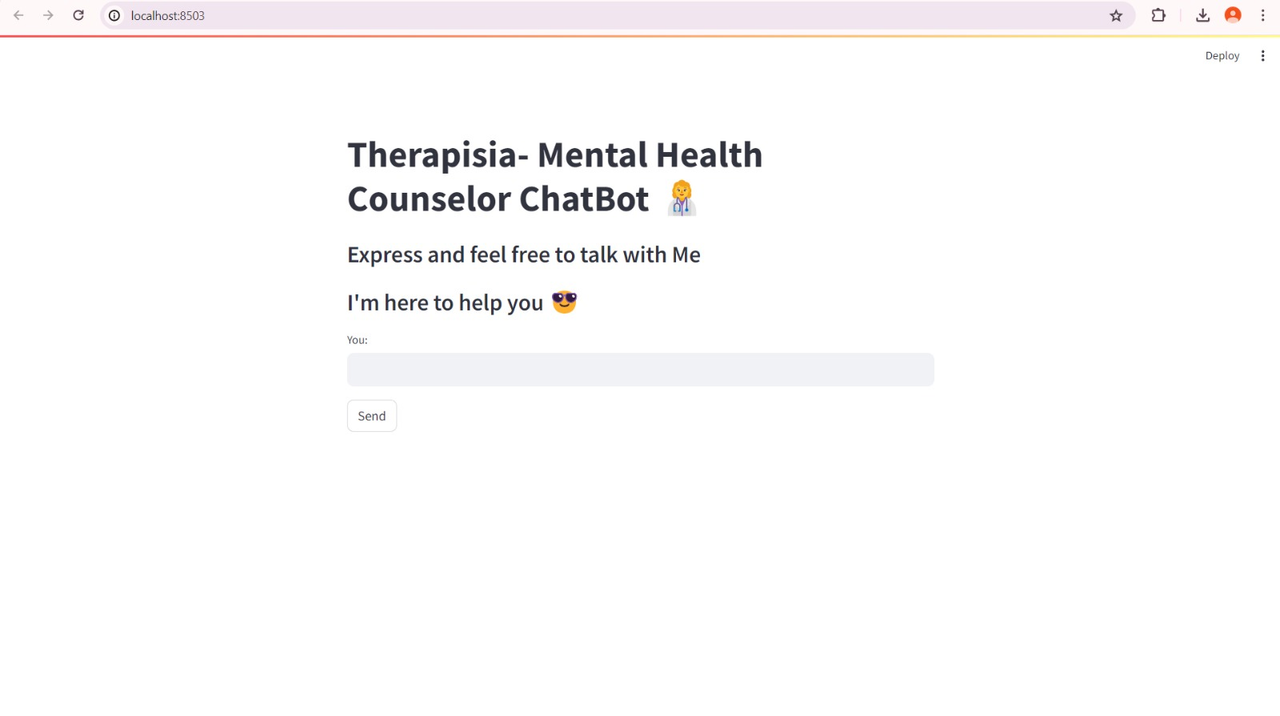 localhost:8503
Deploy
Therapisia- Mental Health
Counselor ChatBot 👩‍⚕️
Express and feel free to talk with Me
I'm here to help you 😎
You:
Send